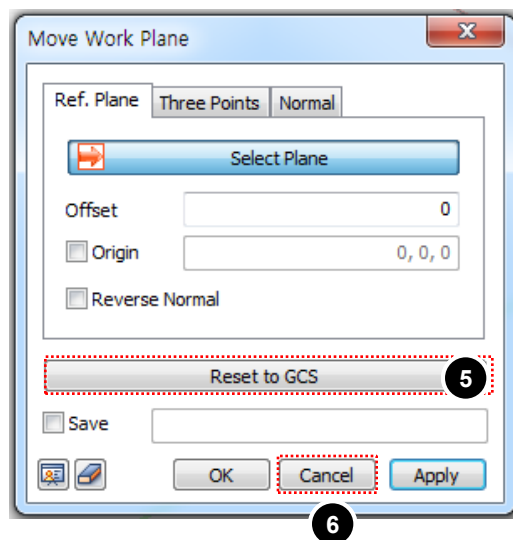 Move Work Plane
X
Ref. Plane Three Points Normal
Select Plane
Offset 0
Origin 0, 0, 0
Reverse Normal
Reset to GCS 5
Save
OK Cancel Apply
6